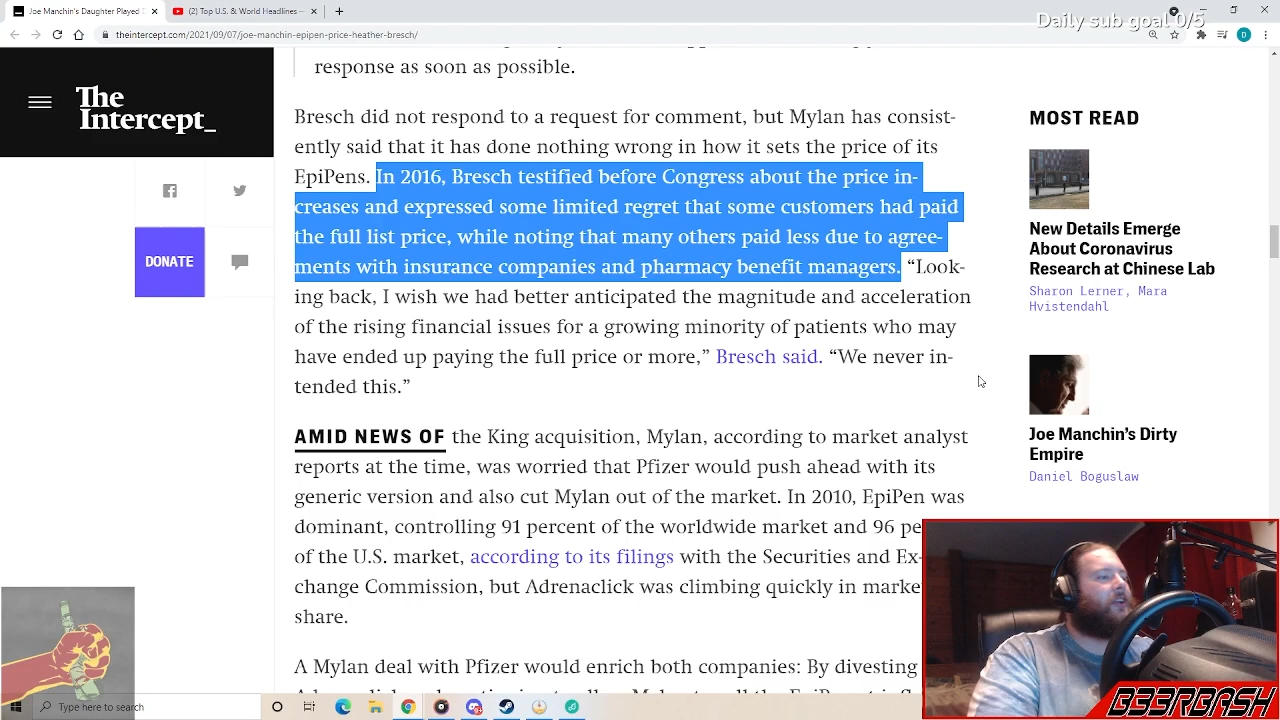 Joe Manchin's Daughter Played D
(2) Top U.S. & World Headlines —
Daily sub goal 0/5
theintercept.com/2021/09/07/joe-manchin-epipen-price-heather-bresch/
D
response as soon as possible.
The
Intercept_
DONATE
Bresch did not respond to a request for comment, but Mylan has consist-
ently said that it has done nothing wrong in how it sets the price of its
EpiPens. In 2016, Bresch testified before Congress about the price in-
creases and expressed some limited regret that some customers had paid
the full list price, while noting that many others paid less due to agree-
ments with insurance companies and pharmacy benefit managers. “Look-
ing back, I wish we had better anticipated the magnitude and acceleration
of the rising financial issues for a growing minority of patients who may
have ended up paying the full price or more,” Bresch said. “We never in-
tended this.”
AMID NEWS OF the King acquisition, Mylan, according to market analyst
reports at the time, was worried that Pfizer would push ahead with its
generic version and also cut Mylan out of the market. In 2010, EpiPen was
dominant, controlling 91 percent of the worldwide market and 96 pe
of the U.S. market, according to its filings with the Securities and Ex-
change Commission, but Adrenaclick was climbing quickly in marke
share.
A Mylan deal with Pfizer would enrich both companies: By divesting
MOST READ
New Details Emerge
About Coronavirus
Research at Chinese Lab
Sharon Lerner, Mara
Hvistendahl
Joe Manchin’s Dirty
Empire
Daniel Boguslaw
B33RBASH
Type here to search